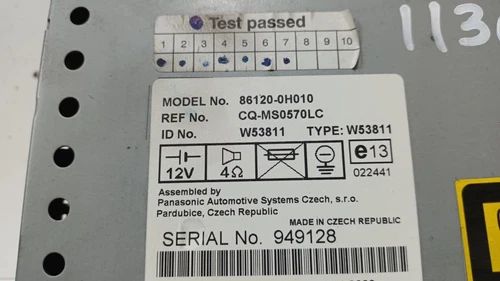 Test passed
1 2 3 4 5 6 7 8 9 10
113
MODEL No. 86120-0H010
REF No. CQ-MS0570LC
ID No. W53811 TYPE: W53811
12V 4Ω e13
022441
Assembled by
Panasonic Automotive Systems Czech, s.r.o.
Pardubice, Czech Republic
MADE IN CZECH REPUBLIC
SERIAL No. 949128